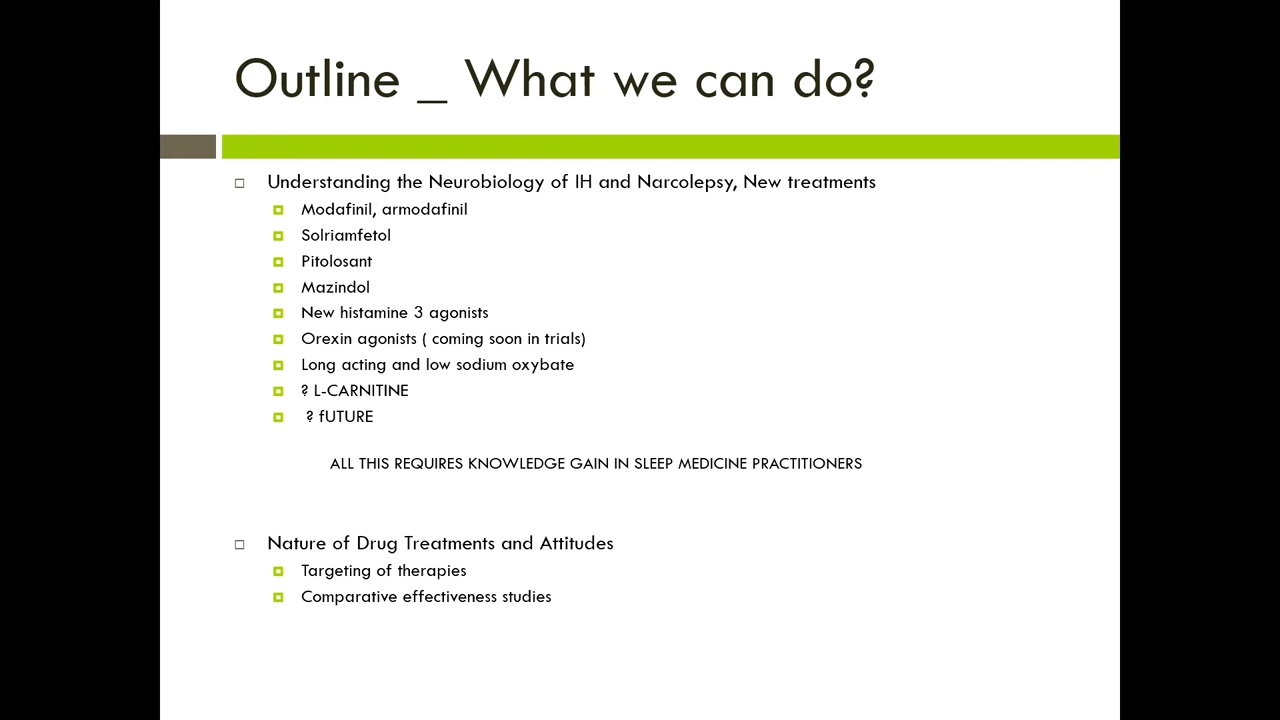 Outline _ What we can do?
Understanding the Neurobiology of IH and Narcolepsy, New treatments
Modafinil, armodafinil
Solriamfetol
Pitolosant
Mazindol
New histamine 3 agonists
Orexin agonists ( coming soon in trials)
Long acting and low sodium oxybate
? L-CARNITINE
? fUTURE
ALL THIS REQUIRES KNOWLEDGE GAIN IN SLEEP MEDICINE PRACTITIONERS
Nature of Drug Treatments and Attitudes
Targeting of therapies
Comparative effectiveness studies